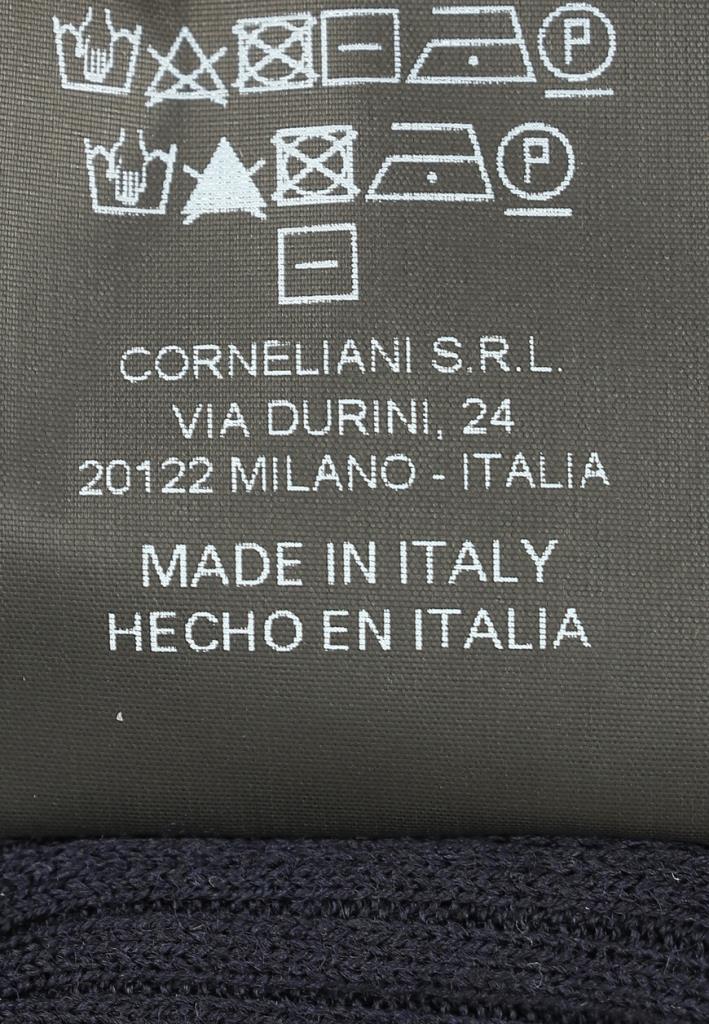 P
P
CORNELIANI S.R.L.
VIA DURINI, 24
20122 MILANO - ITALIA
MADE IN ITALY
HECHO EN ITALIA